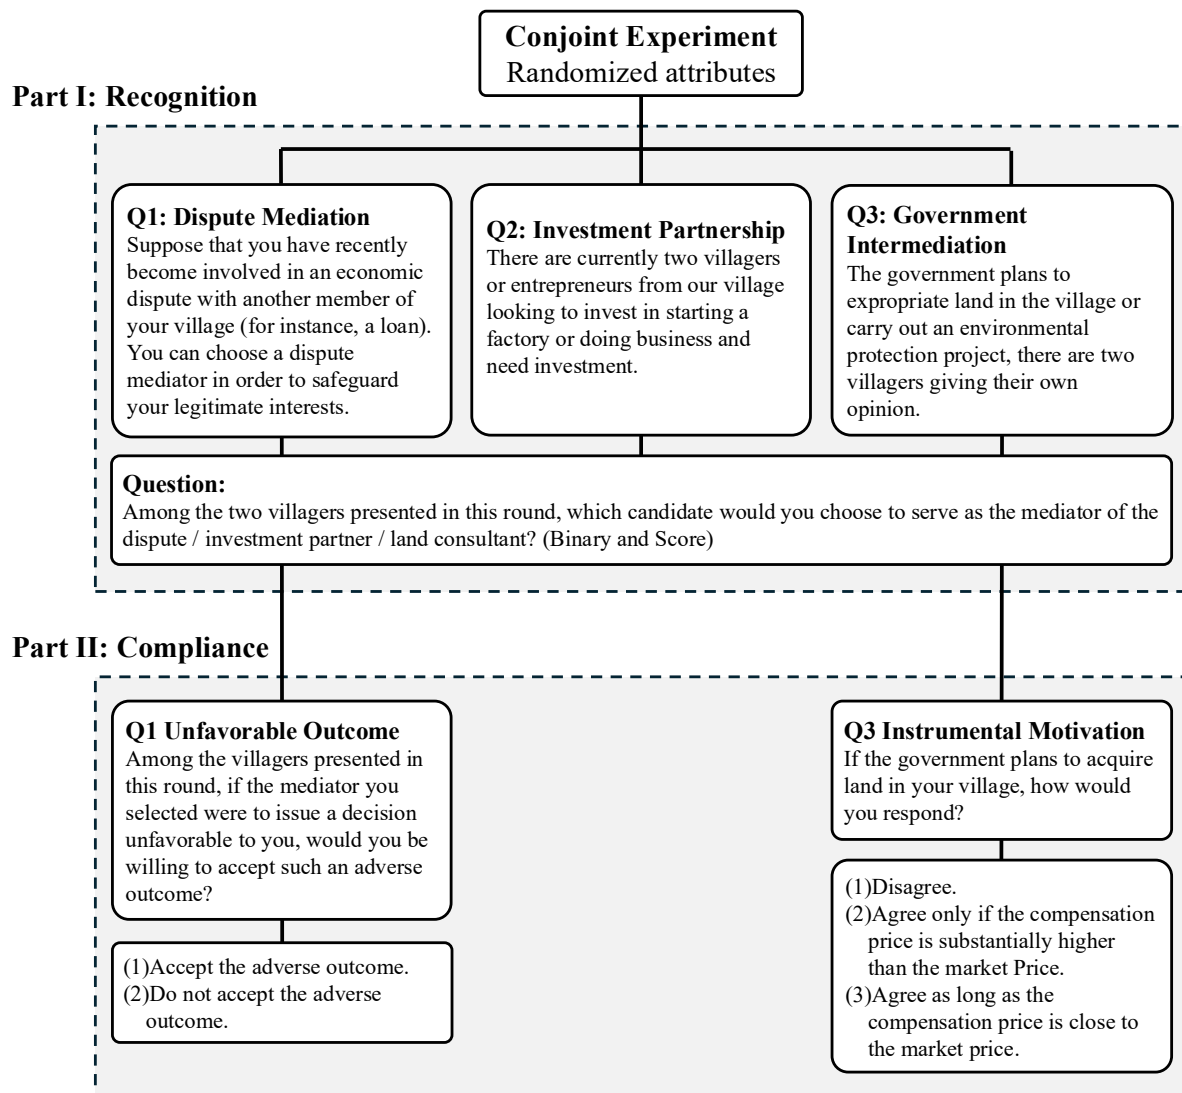 Conjoint Experiment
Randomized attributes
Part I: Recognition
Q1: Dispute Mediation
Suppose that you have recently
become involved in an economic
dispute with another member of
your village (for instance, a loan).
You can choose a dispute
mediator in order to safeguard
your legitimate interests.
Q2: Investment Partnership
There are currently two villagers
or entrepreneurs from our village
looking to invest in starting a
factory or doing business and
need investment.
Q3: Government
Intermediation
The government plans to
expropriate land in the village or
carry out an environmental
protection project, there are two
villagers giving their own
opinion.
Question:
Among the two villagers presented in this round, which candidate would you choose to serve as the mediator of the
dispute / investment partner / land consultant? (Binary and Score)
Part II: Compliance
Q1 Unfavorable Outcome
Among the villagers presented in
this round, if the mediator you
selected were to issue a decision
unfavorable to you, would you be
willing to accept such an adverse
outcome?
(1)Accept the adverse outcome.
(2)Do not accept the adverse
outcome.
Q3 Instrumental Motivation
If the government plans to acquire
land in your village, how would
you respond?
(1)Disagree.
(2)Agree only if the compensation
price is substantially higher
than the market Price.
(3)Agree as long as the
compensation price is close to
the market price.